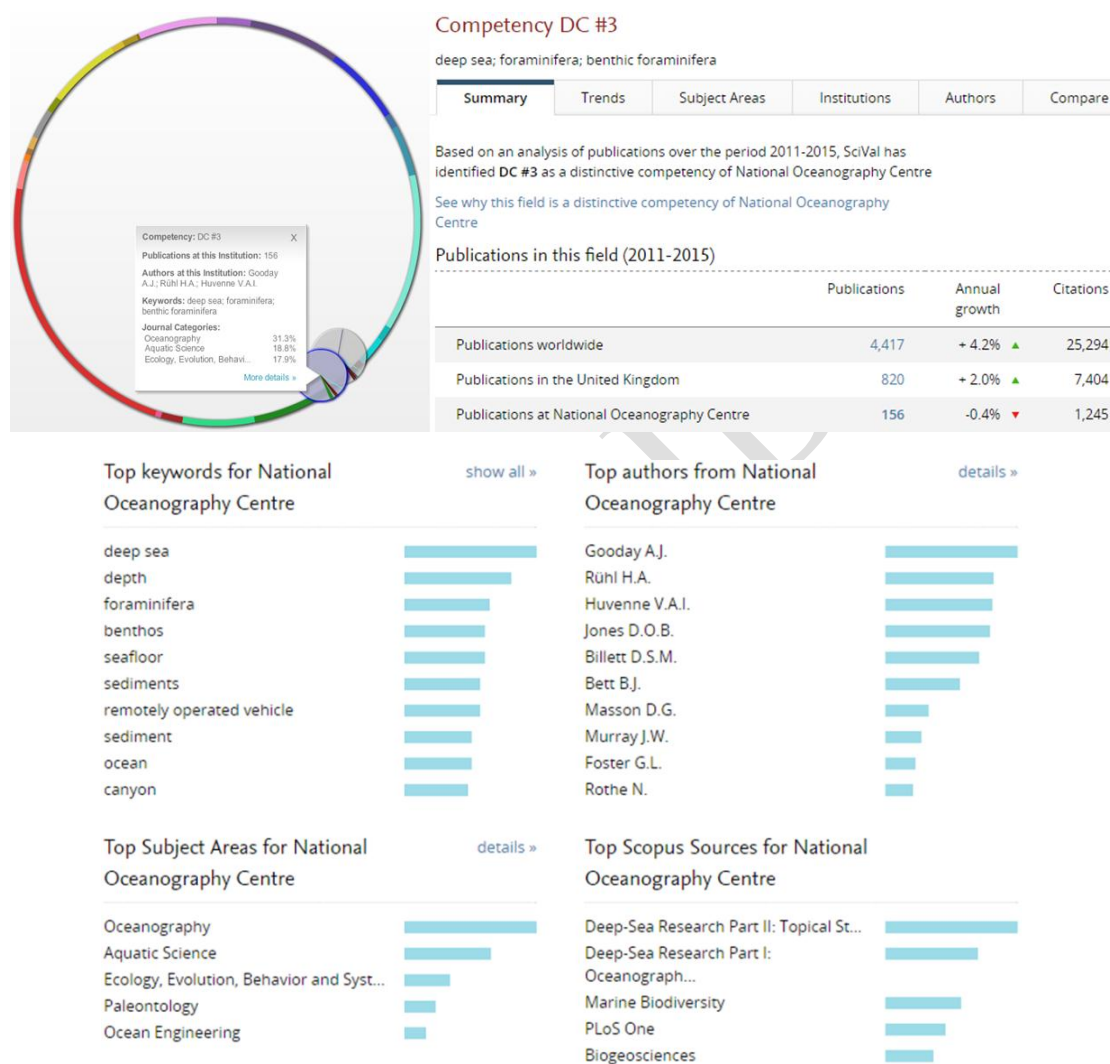 Competency: DC #3 X
Publications at this Institution: 156
Authors at this Institution: Gooday
A.J.; Rühl H.A.; Huvenne V.A.I.
Keywords: deep sea; foraminifera;
benthic foraminifera
Journal Categories:
Oceanography 31.3%
Aquatic Science 18.8%
Ecology, Evolution, Behavi... 17.9%
More details »
Competency DC #3
deep sea; foraminifera; benthic foraminifera
Summary Trends Subject Areas Institutions Authors Compare
Based on an analysis of publications over the period 2011-2015, SciVal has
identified DC #3 as a distinctive competency of National Oceanography Centre
See why this field is a distinctive competency of National Oceanography
Centre
Publications in this field (2011-2015)
Publications Annual growth Citations
Publications worldwide 4,417 + 4.2% ▲ 25,294
Publications in the United Kingdom 820 + 2.0% ▲ 7,404
Publications at National Oceanography Centre 156 -0.4% ▼ 1,245
Top keywords for National show all »
Oceanography Centre
deep sea
depth
foraminifera
benthos
seafloor
sediments
remotely operated vehicle
sediment
ocean
canyon
Top authors from National details »
Oceanography Centre
Gooday A.J.
Rühl H.A.
Huvenne V.A.I.
Jones D.O.B.
Billett D.S.M.
Bett B.J.
Masson D.G.
Murray J.W.
Foster G.L.
Rothe N.
Top Subject Areas for National details »
Oceanography Centre
Oceanography
Aquatic Science
Ecology, Evolution, Behavior and Syst...
Paleontology
Ocean Engineering
Top Scopus Sources for National
Oceanography Centre
Deep-Sea Research Part II: Topical St...
Deep-Sea Research Part I:
Oceanograph...
Marine Biodiversity
PLoS One
Biogeosciences